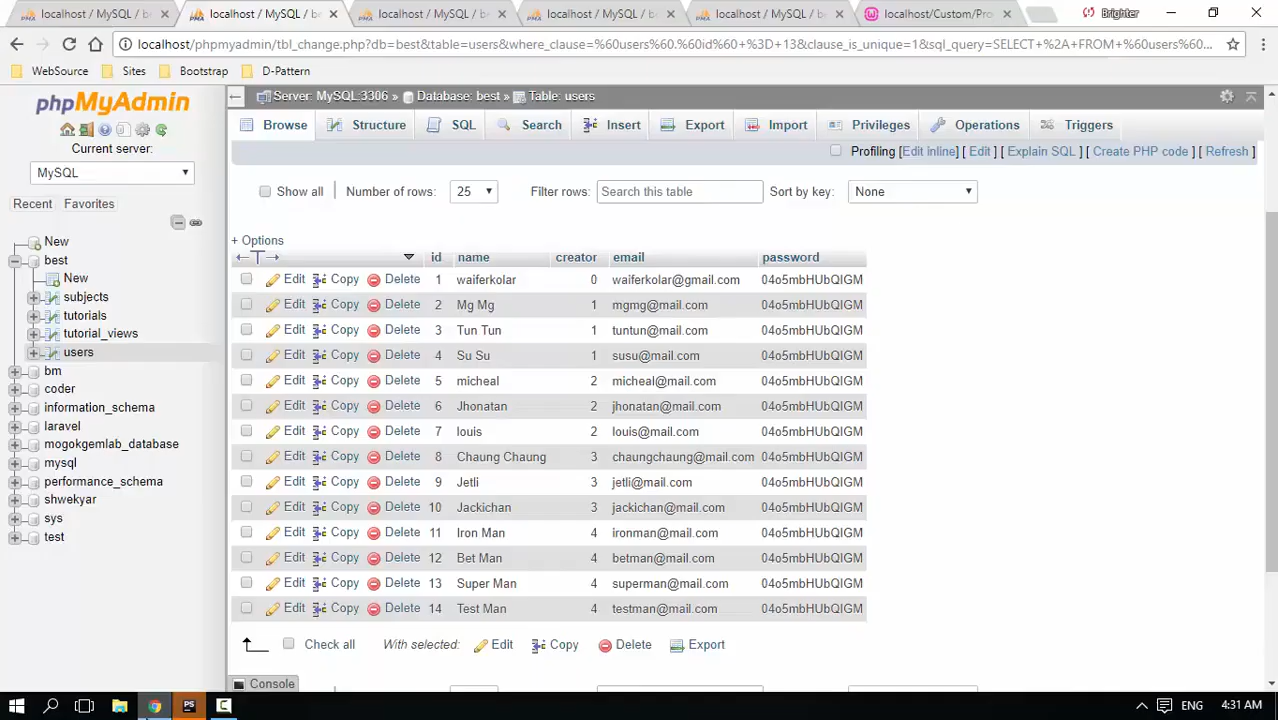 localhost / MySQL
localhost / MySQL
localhost / MySQL
localhost / MySQL
localhost / MySQL
localhost/Custom/Pro
Brighter
localhost/phpmyadmin/tbl_change.php?db=best&table=users&where_clause=%60users%60.%60id%60+%3D+13&clause_is_unique=1&sql_query=SELECT+%2A+FROM+%60users%60...
WebSource Sites Bootstrap D-Pattern
phpMyAdmin
Current server:
MySQL
Recent Favorites
New
best
New
subjects
tutorials
tutorial_views
users
bm
coder
information_schema
laravel
mogokgemlab_database
mysql
performance_schema
shwekyar
sys
test
Server: MySQL:3306 » Database: best » Table: users
Browse Structure SQL Search Insert Export Import Privileges Operations Triggers
Profiling [Edit inline] [ Edit ] [ Explain SQL ] [ Create PHP code ] [ Refresh ]
Show all Number of rows: 25 Filter rows: Search this table Sort by key: None
+ Options
id name creator email password
Edit Copy Delete 1 waiferkolar 0 waiferkolar@gmail.com 04o5mbHUbQIGM
Edit Copy Delete 2 Mg Mg 1 mgmg@mail.com 04o5mbHUbQIGM
Edit Copy Delete 3 Tun Tun 1 tuntun@mail.com 04o5mbHUbQIGM
Edit Copy Delete 4 Su Su 1 susu@mail.com 04o5mbHUbQIGM
Edit Copy Delete 5 micheal 2 micheal@mail.com 04o5mbHUbQIGM
Edit Copy Delete 6 Jhonatan 2 jhonatan@mail.com 04o5mbHUbQIGM
Edit Copy Delete 7 louis 2 louis@mail.com 04o5mbHUbQIGM
Edit Copy Delete 8 Chaung Chaung 3 chaungchaung@mail.com 04o5mbHUbQIGM
Edit Copy Delete 9 Jetli 3 jetli@mail.com 04o5mbHUbQIGM
Edit Copy Delete 10 Jackichan 3 jackichan@mail.com 04o5mbHUbQIGM
Edit Copy Delete 11 Iron Man 4 ironman@mail.com 04o5mbHUbQIGM
Edit Copy Delete 12 Bet Man 4 betman@mail.com 04o5mbHUbQIGM
Edit Copy Delete 13 Super Man 4 superman@mail.com 04o5mbHUbQIGM
Edit Copy Delete 14 Test Man 4 testman@mail.com 04o5mbHUbQIGM
Check all With selected: Edit Copy Delete Export
Console
PS
ENG 4:31 AM